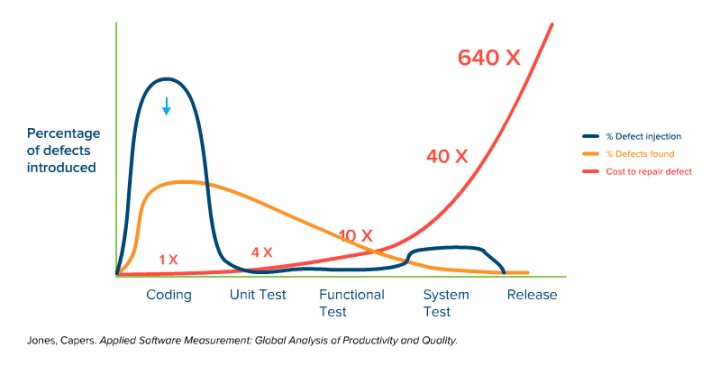 640 X
Percentage
of defects
introduced
% Defect injection
% Defects found
Cost to repair defect
40 X
10 X
4 X
1 X
Coding
Unit Test
Functional
Test
System
Test
Release
Jones, Capers. Applied Software Measurement: Global Analysis of Productivity and Quality.